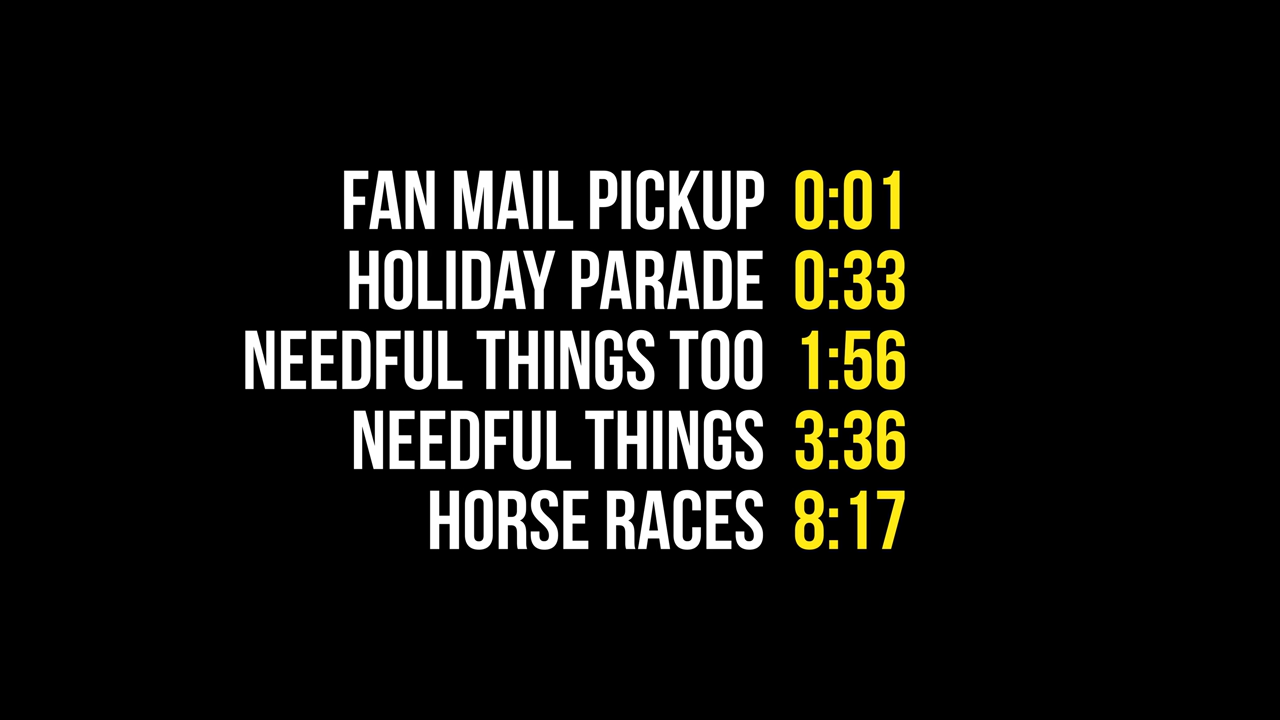 FAN MAIL PICKUP 0:01
HOLIDAY PARADE 0:33
NEEDFUL THINGS TOO 1:56
NEEDFUL THINGS 3:36
HORSE RACES 8:17